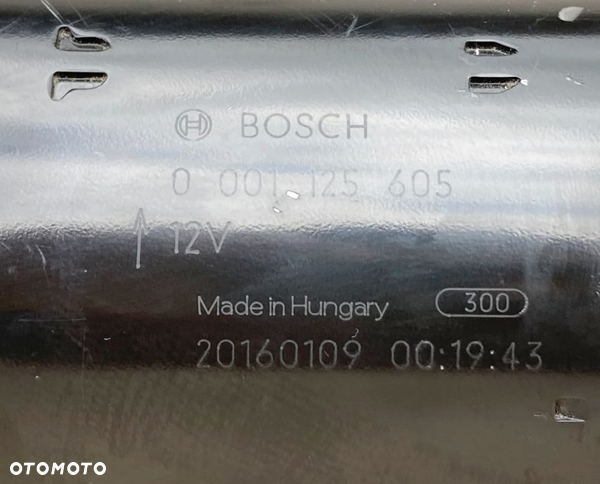 BOSCH
0 001 125 605
12V
Made in Hungary 300
20160109 00:19:43
OTOMOTO